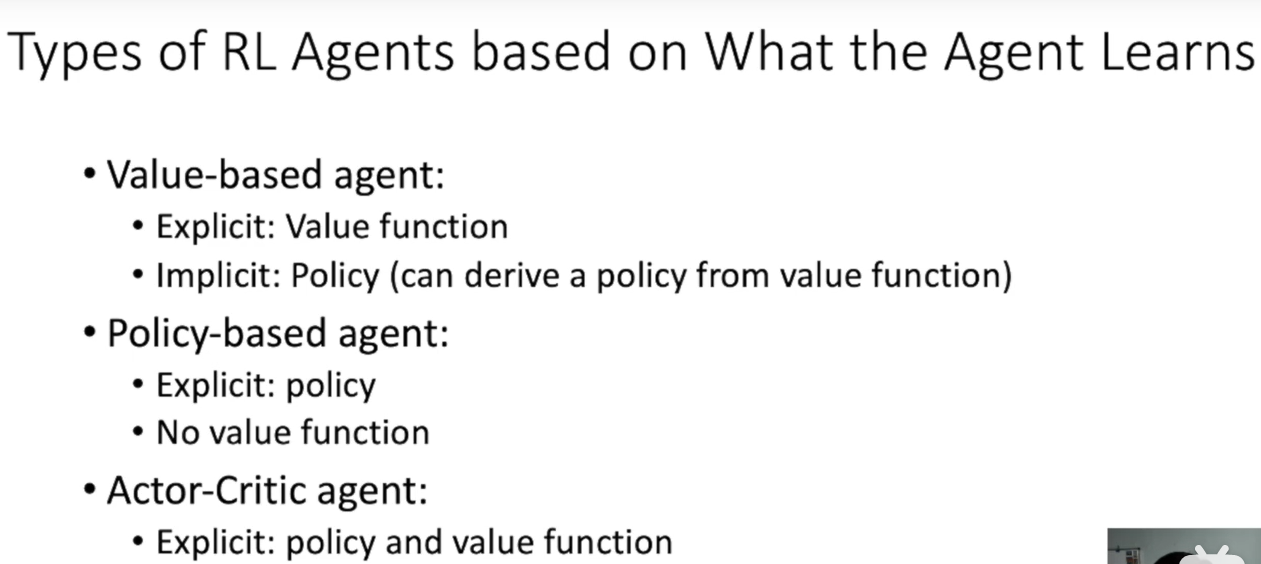 Types of RL Agents based on What the Agent Learns
• Value-based agent:
• Explicit: Value function
• Implicit: Policy (can derive a policy from value function)
• Policy-based agent:
• Explicit: policy
• No value function
• Actor-Critic agent:
• Explicit: policy and value function